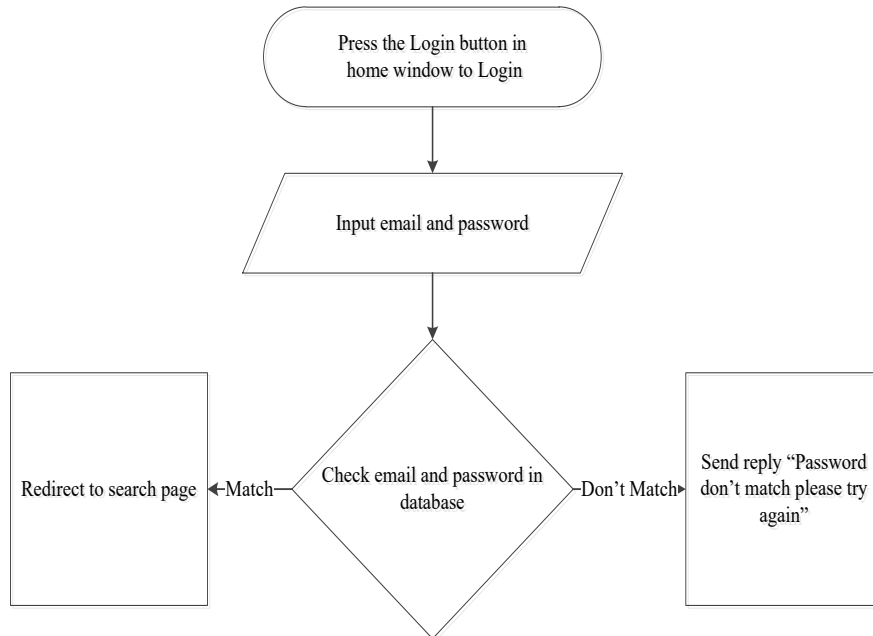 Press the Login button in
home window to Login
Input email and password
Redirect to search page
Match
Check email and password in
database
Don’t Match
Send reply “Password
don’t match please try
again”